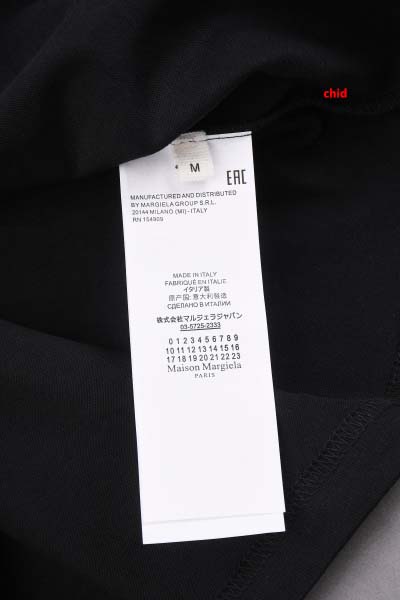 chid
M
EAC
MANUFACTURED AND DISTRIBUTED
BY MARGIELA GROUP S.R.L.
20144 MILANO (MI) - ITALY
RN 154909
MADE IN ITALY
FABRIQUÉ EN ITALIE
イタリア製
原产国:意大利制造
СДЕЛАНО В ИТАЛИИ
株式会社マルジェラジャパン
03-5725-2333
0 1 2 3 4 5 6 7 8 9
10 11 12 13 14 15 16
17 18 19 20 21 22 23
Maison Margiela
PARIS